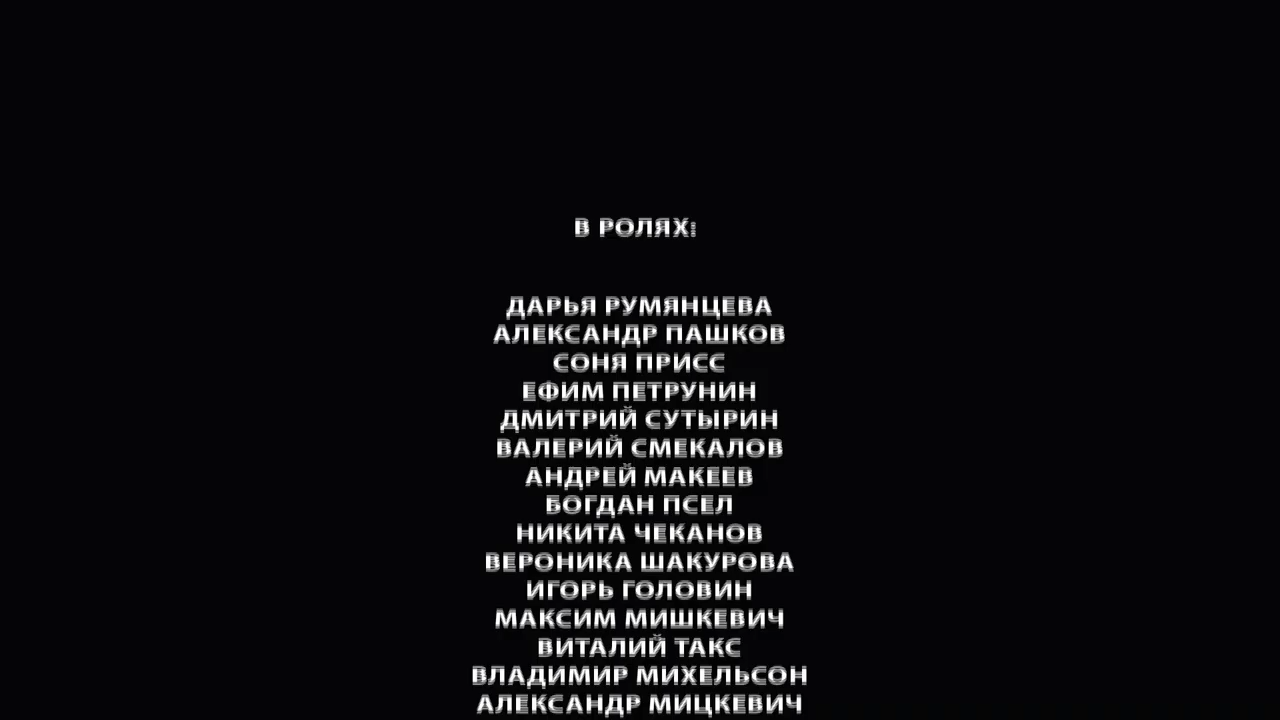 В РОЛЯХ:
ДАРЬЯ РУМЯНЦЕВА
АЛЕКСАНДР ПАШКОВ
СОНЯ ПРИСС
ЕФИМ ПЕТРУНИН
ДМИТРИЙ СУТЫРИН
ВАЛЕРИЙ СМЕКАЛОВ
АНДРЕЙ МАКЕЕВ
БОГДАН ПСЕЛ
НИКИТА ЧЕКАНОВ
ВЕРОНИКА ШАКУРОВА
ИГОРЬ ГОЛОВИН
МАКСИМ МИШКЕВИЧ
ВИТАЛИЙ ТАКС
ВЛАДИМИР МИХЕЛЬСОН
АЛЕКСАНДР МИЦКЕВИЧ